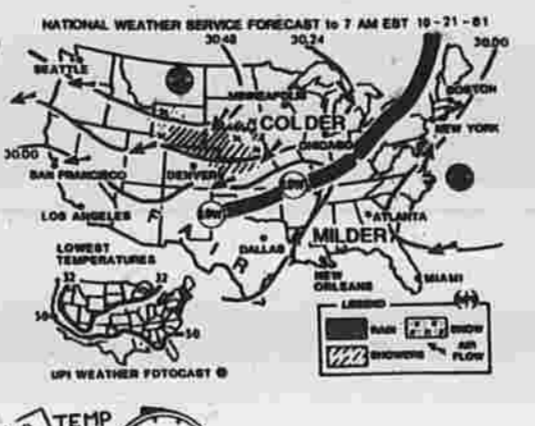 NATIONAL WEATHER SERVICE FORECAST to 7 AM EST 10-21-81
30.48 30.24 30.00
SEATTLE
MINNEAPOLIS
BOSTON
COLDER
NEW YORK
CHICAGO
30.00
SAN FRANCISCO
DENVER
LOW
LOS ANGELES
LOW
FAIR
ATLANTA
MILDER
DALLAS
LOWEST
TEMPERATURES
NEW
ORLEANS
MIAMI
32 32
50 50
LEGEND
RAIN
SNOW
SHOWERS
AIR
FLOW
UPI WEATHER FOTOCAST ©
TEMP